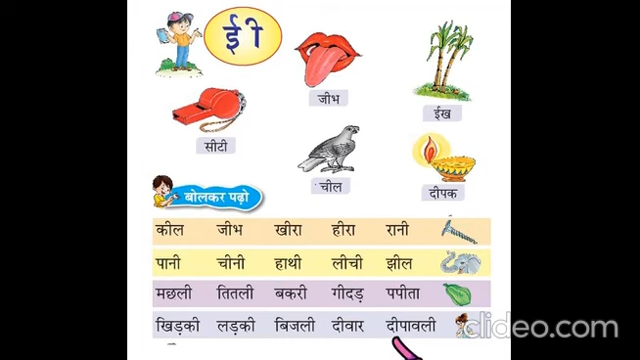 ई ी
जीभ
ईख
सीटी
चील
दीपक
बोलकर पढ़ो
कील जीभ खीरा हीरा रानी
पानी चीनी हाथी लीची झील
मछली तितली बकरी गीदड़ पपीता
खिड़की लड़की बिजली दीवार दीपावली
clideo.com